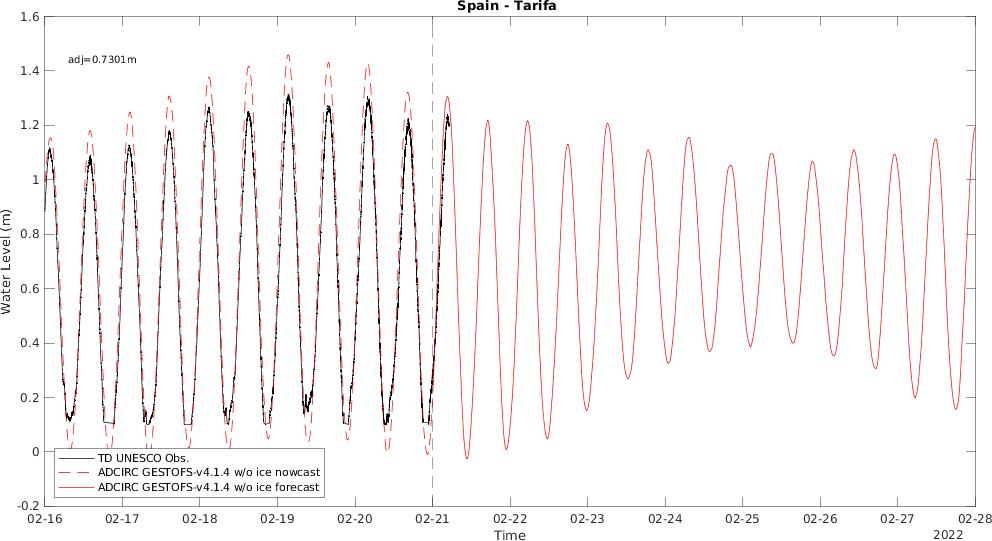 Spain - Tarifa
1.6
1.4
1.2
1
0.8
0.6
0.4
0.2
0
-0.2
Water Level (m)
adj=0.7301m
TD UNESCO Obs.
ADCIRC GESTOFS-v4.1.4 w/o ice nowcast
ADCIRC GESTOFS-v4.1.4 w/o ice forecast
02-16 02-17 02-18 02-19 02-20 02-21 02-22 02-23 02-24 02-25 02-26 02-27 02-28
Time
2022